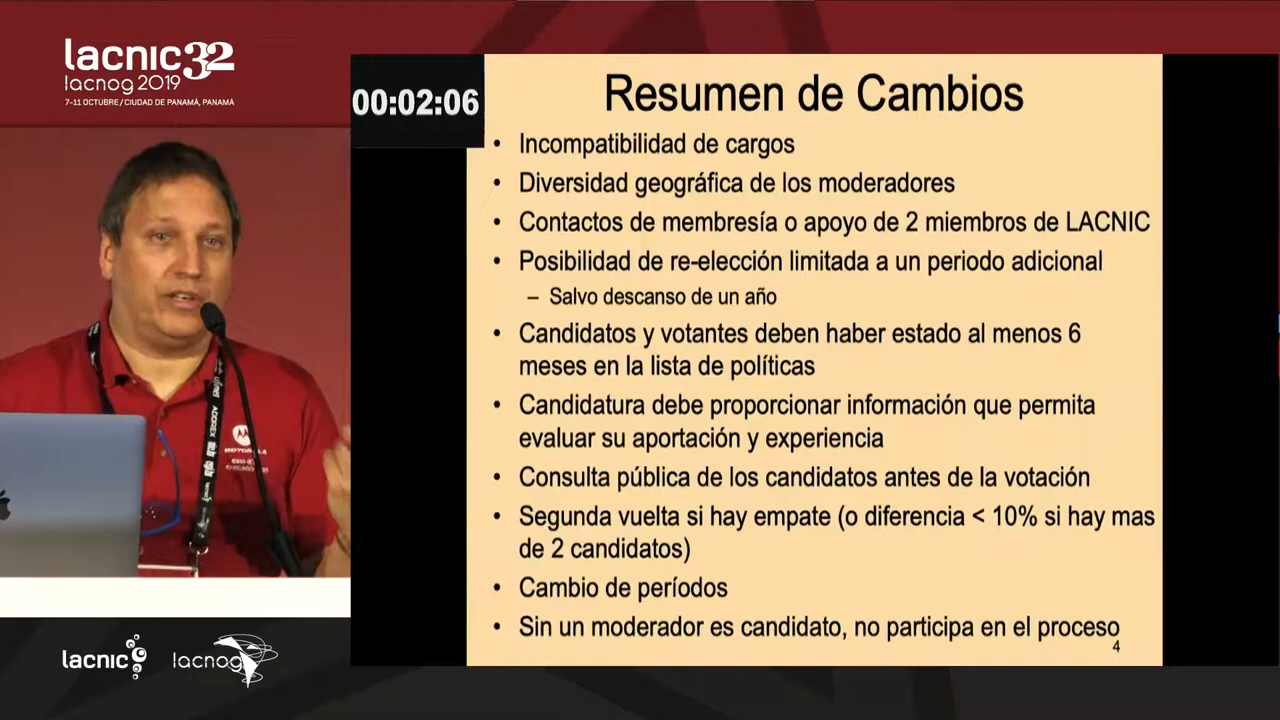 lacnic32
lacnog 2019
7-11 OCTUBRE / CIUDAD DE PANAMÁ, PANAMÁ
00:02:06
Resumen de Cambios
• Incompatibilidad de cargos
• Diversidad geográfica de los moderadores
• Contactos de membresía o apoyo de 2 miembros de LACNIC
• Posibilidad de re-elección limitada a un periodo adicional
– Salvo descanso de un año
• Candidatos y votantes deben haber estado al menos 6
meses en la lista de políticas
• Candidatura debe proporcionar información que permita
evaluar su aportación y experiencia
• Consulta pública de los candidatos antes de la votación
• Segunda vuelta si hay empate (o diferencia < 10% si hay mas
de 2 candidatos)
• Cambio de períodos
• Sin un moderador es candidato, no participa en el proceso
4
MOTOROLA
lacnic
lacnog